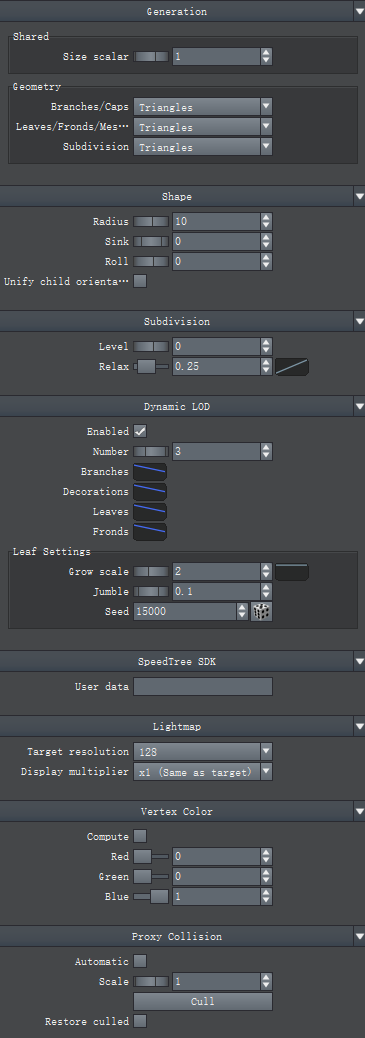 Generation
Shared
Size scalar 1
Geometry
Branches/Caps Triangles
Leaves/Fronds/Mes··· Triangles
Subdivision Triangles
Shape
Radius 10
Sink 0
Roll 0
Unify child orienta···
Subdivision
Level 0
Relax 0.25
Dynamic LOD
Enabled
Number 3
Branches
Decorations
Leaves
Fronds
Leaf Settings
Grow scale 2
Jumble 0.1
Seed 15000
SpeedTree SDK
User data
Lightmap
Target resolution 128
Display multiplier x1 (Same as target)
Vertex Color
Compute
Red 0
Green 0
Blue 1
Proxy Collision
Automatic
Scale 1
Cull
Restore culled